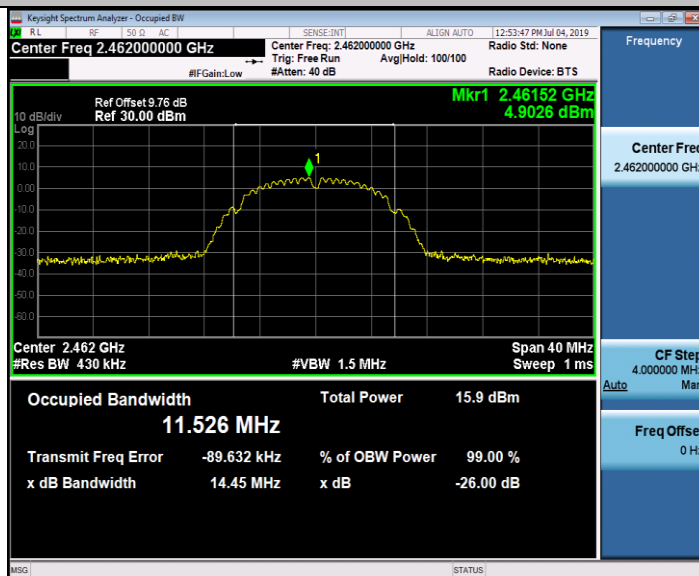 Keysight Spectrum Analyzer - Occupied BW
RL RF 50 Ω AC SENSE:INT ALIGN AUTO 12:53:47 PM Jul 04, 2019
Center Freq 2.462000000 GHz
Center Freq: 2.462000000 GHz Radio Std: None
Trig: Free Run Avg|Hold: 100/100
#IFGain:Low #Atten: 40 dB Radio Device: BTS
Ref Offset 9.76 dB Mkr1 2.46152 GHz
10 dB/div Ref 30.00 dBm 4.9026 dBm
Log
20.0
10.0
0.00
-10.0
-20.0
-30.0
-40.0
-50.0
-60.0
1
Center 2.462 GHz Span 40 MHz
#Res BW 430 kHz #VBW 1.5 MHz Sweep 1 ms
Occupied Bandwidth Total Power 15.9 dBm
11.526 MHz
Transmit Freq Error -89.632 kHz % of OBW Power 99.00 %
x dB Bandwidth 14.45 MHz x dB -26.00 dB
MSG STATUS
Frequency
Center Freq
2.462000000 GHz
CF Step
4.000000 MHz
Auto Man
Freq Offset
0 Hz